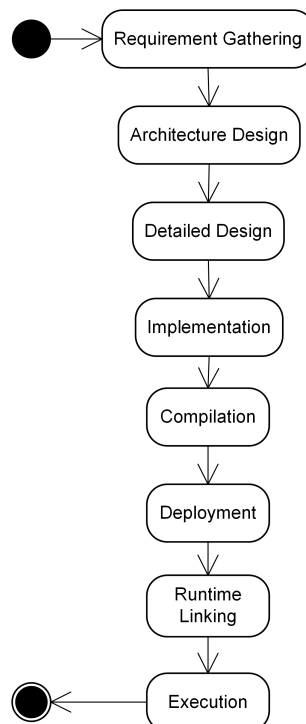 Requirement Gathering
Architecture Design
Detailed Design
Implementation
Compilation
Deployment
Runtime
Linking
Execution